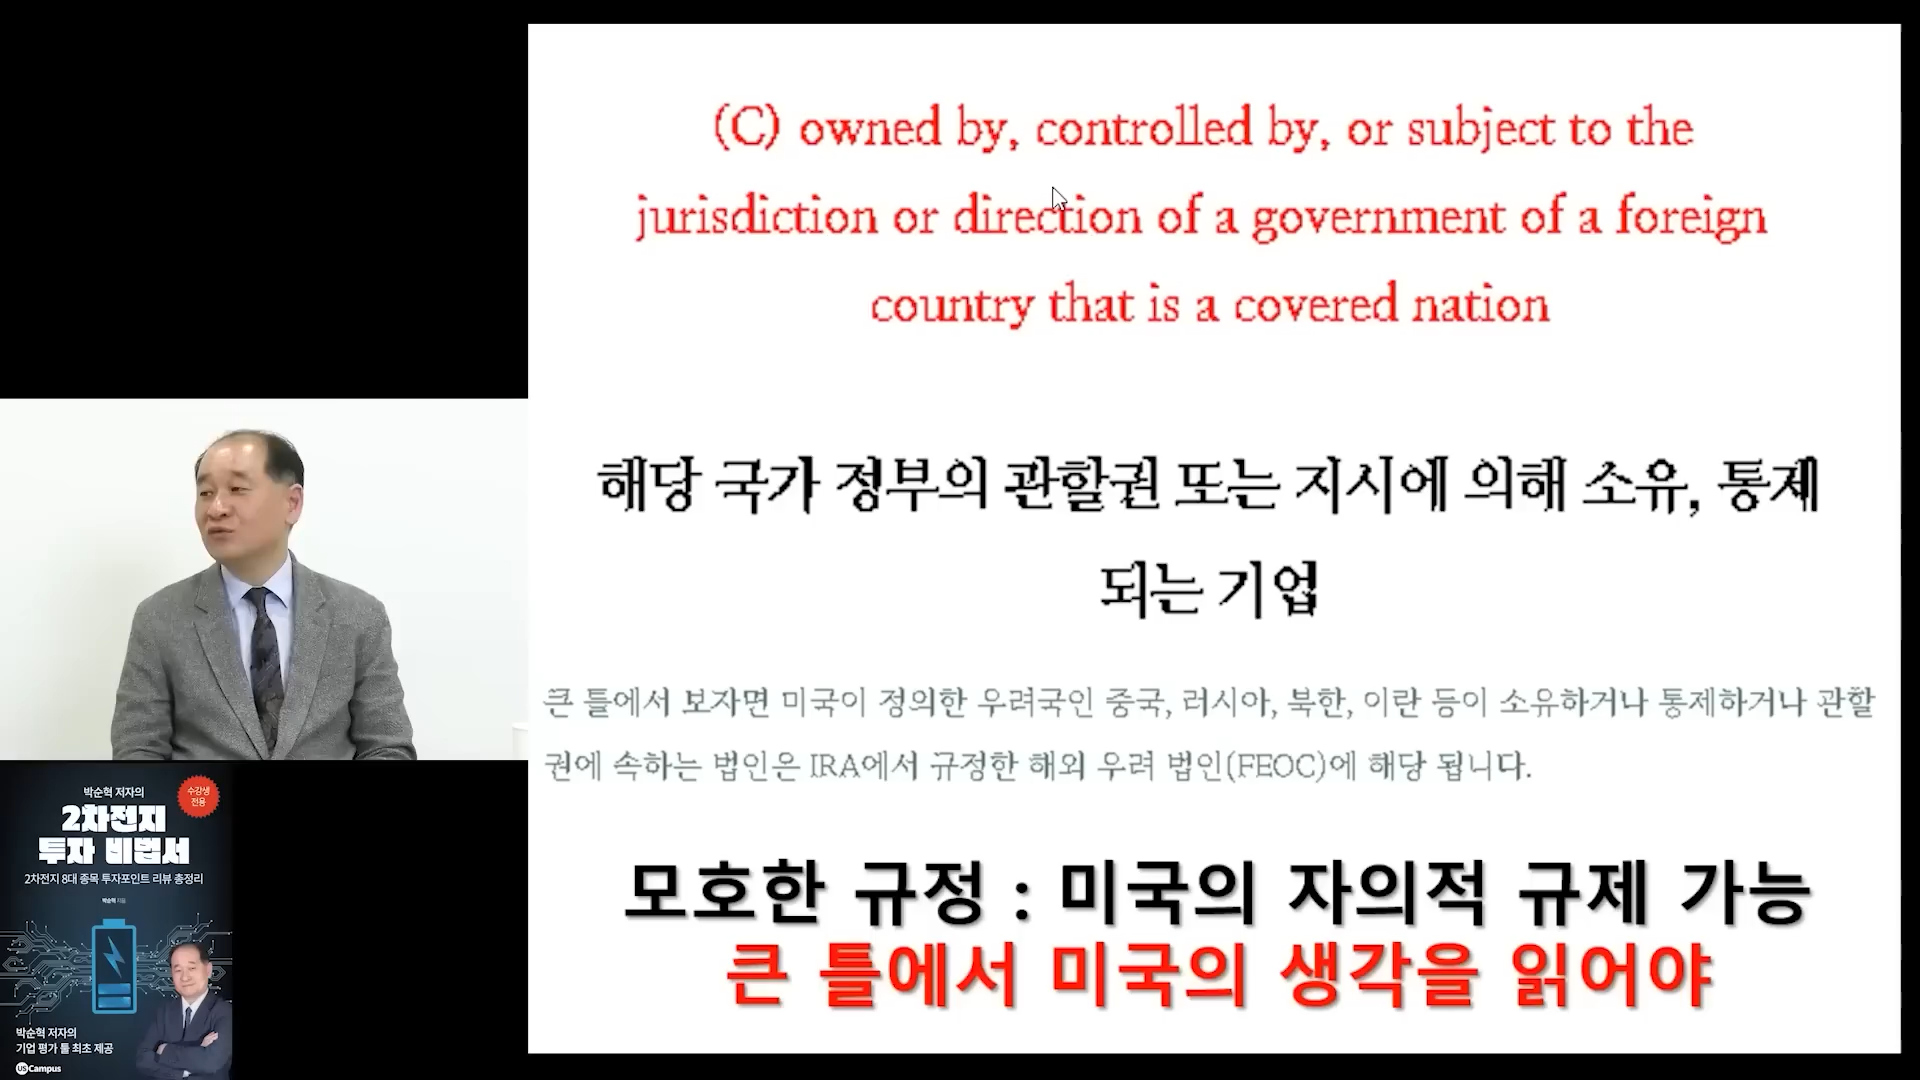 (C) owned by, controlled by, or subject to the
jurisdiction or direction of a government of a foreign
country that is a covered nation
해당 국가 정부의 관할권 또는 지시에 의해 소유, 통제
되는 기업
큰 틀에서 보자면 미국이 정의한 우려국인 중국, 러시아, 북한, 이란 등이 소유하거나 통제하거나 관할
권에 속하는 법인은 IRA에서 규정한 해외 우려 법인(FEOC)에 해당 됩니다.
모호한 규정 : 미국의 자의적 규제 가능
큰 틀에서 미국의 생각을 읽어야
박순혁 저자의
수강생
전용
2차전지
투자 비법서
2차전지 8대 종목 투자포인트 리뷰 총정리
박순혁 지음
박순혁 저자의
기업 평가 툴 최초 제공
US Campus